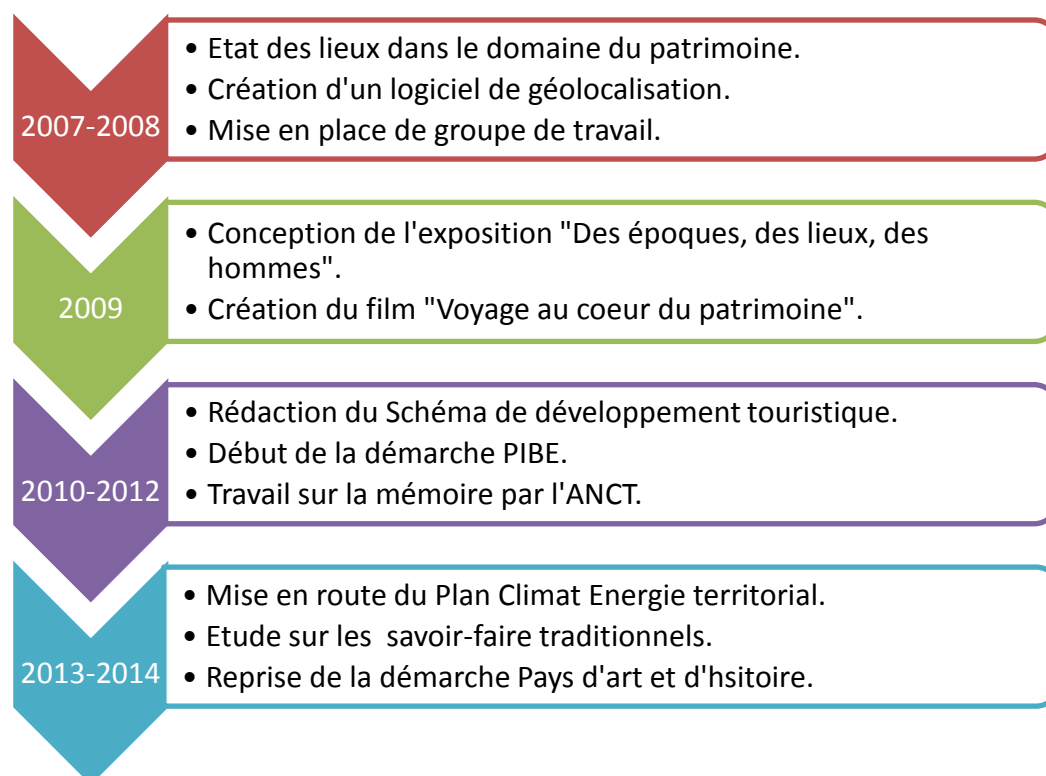 2007-2008
• Etat des lieux dans le domaine du patrimoine.
• Création d'un logiciel de géolocalisation.
• Mise en place de groupe de travail.
2009
• Conception de l'exposition "Des époques, des lieux, des
hommes".
• Création du film "Voyage au coeur du patrimoine".
2010-2012
• Rédaction du Schéma de développement touristique.
• Début de la démarche PIBE.
• Travail sur la mémoire par l'ANCT.
2013-2014
• Mise en route du Plan Climat Energie territorial.
• Etude sur les  savoir-faire traditionnels.
• Reprise de la démarche Pays d'art et d'hsitoire.